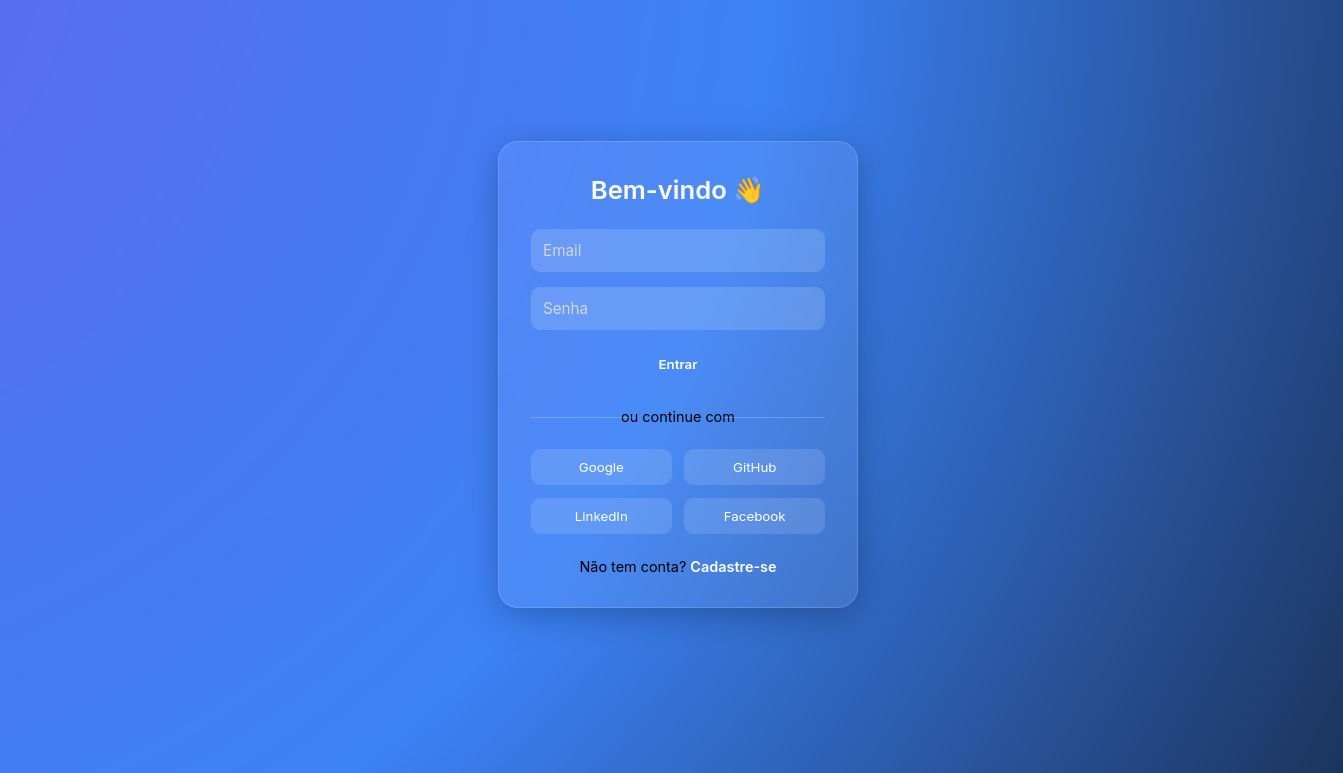 Bem-vindo 👋
Email
Senha
Entrar
ou continue com
Google GitHub
LinkedIn Facebook
Não tem conta? Cadastre-se